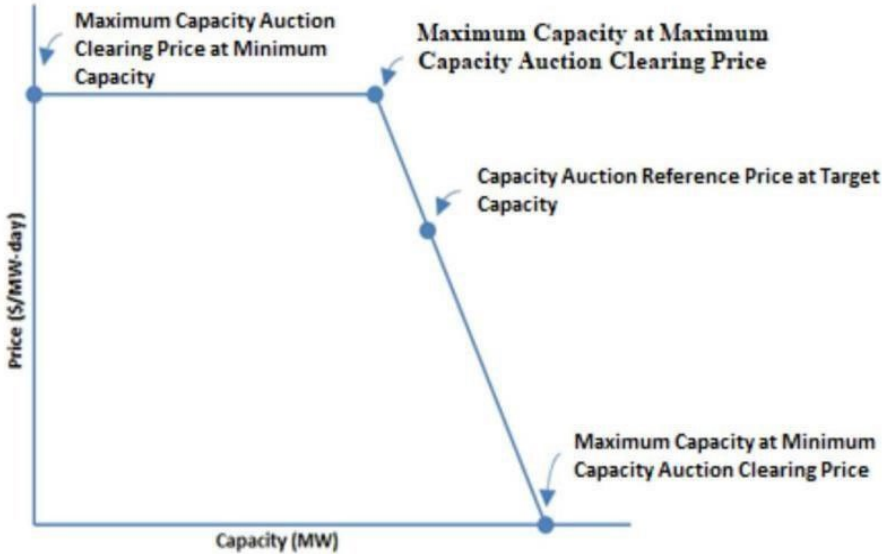 Maximum Capacity Auction
Clearing Price at Minimum
Capacity
Maximum Capacity at Maximum
Capacity Auction Clearing Price
Capacity Auction Reference Price at Target
Capacity
Price ($/MW-day)
Maximum Capacity at Minimum
Capacity Auction Clearing Price
Capacity (MW)